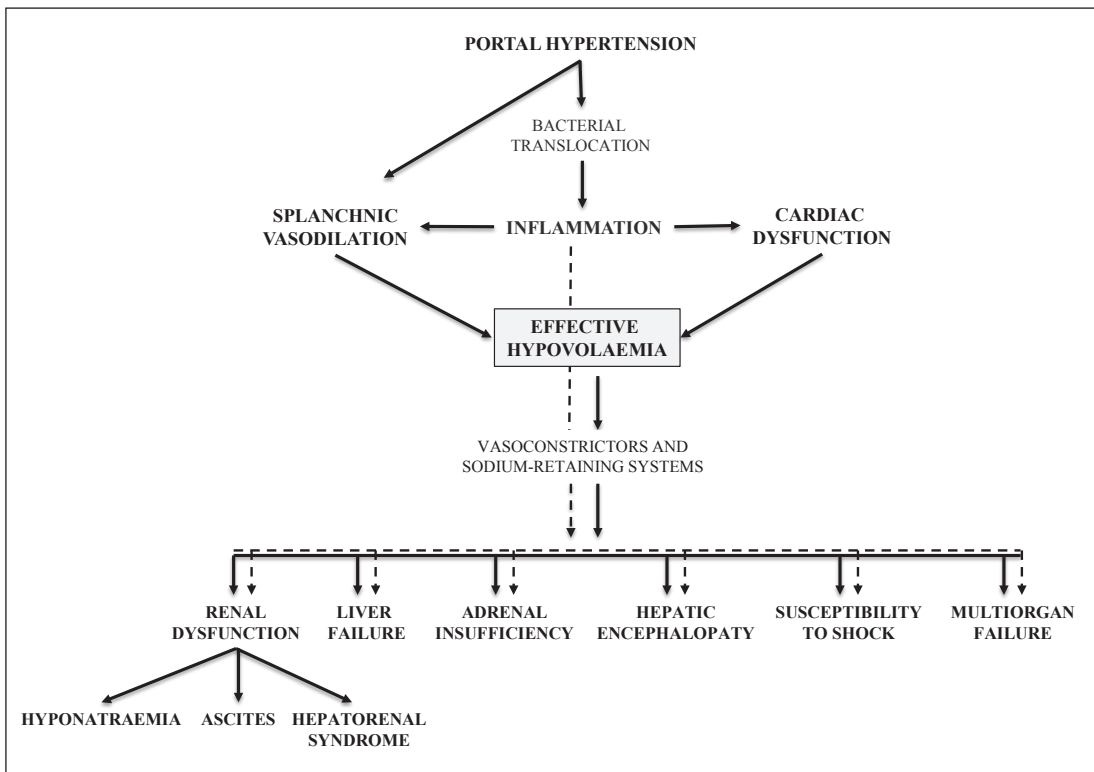 PORTAL HYPERTENSION
BACTERIAL
TRANSLOCATION
SPLANCHNIC
VASODILATION
INFLAMMATION
CARDIAC
DYSFUNCTION
EFFECTIVE
HYPOVOLAEMIA
VASOCONSTRICTORS AND
SODIUM-RETAINING SYSTEMS
RENAL
DYSFUNCTION
LIVER
FAILURE
ADRENAL
INSUFFICIENCY
HEPATIC
ENCEPHALOPATY
SUSCEPTIBILITY
TO SHOCK
MULTIORGAN
FAILURE
HYPONATRAEMIA
ASCITES
HEPATORENAL
SYNDROME